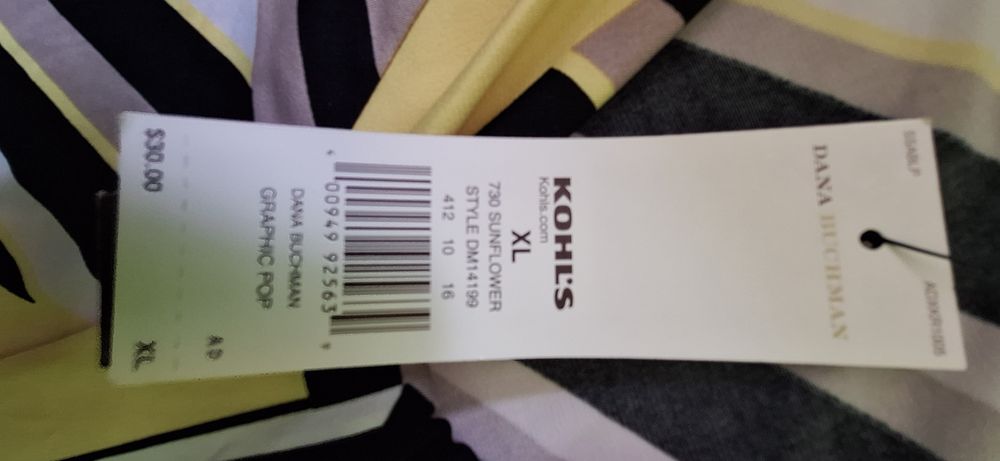 DANA BUCHMAN
KOHL'S
Kohls.com
XL
730 SUNFLOWER
STYLE DM14199
412 10 16
4 00949 92563 9
DANA BUCHMAN
GRAPHIC POP
A D
$30.00 XL